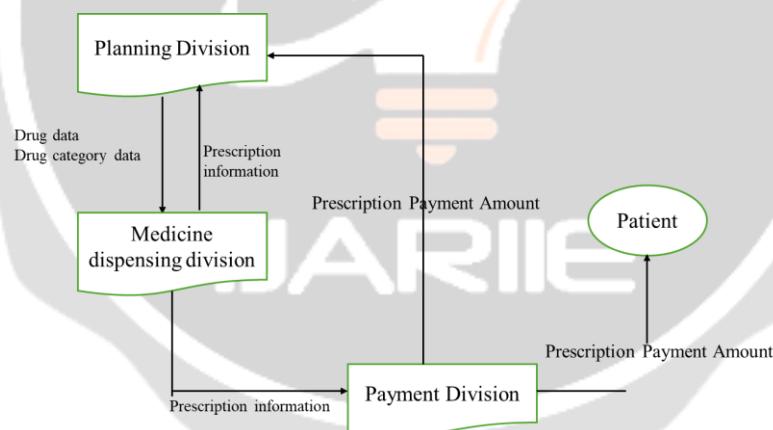 Planning Division
Drug data
Drug category data
Prescription
information
Prescription Payment Amount
Patient
Medicine
dispensing division
IJARIIE
Prescription Payment Amount
Payment Division
Prescription information